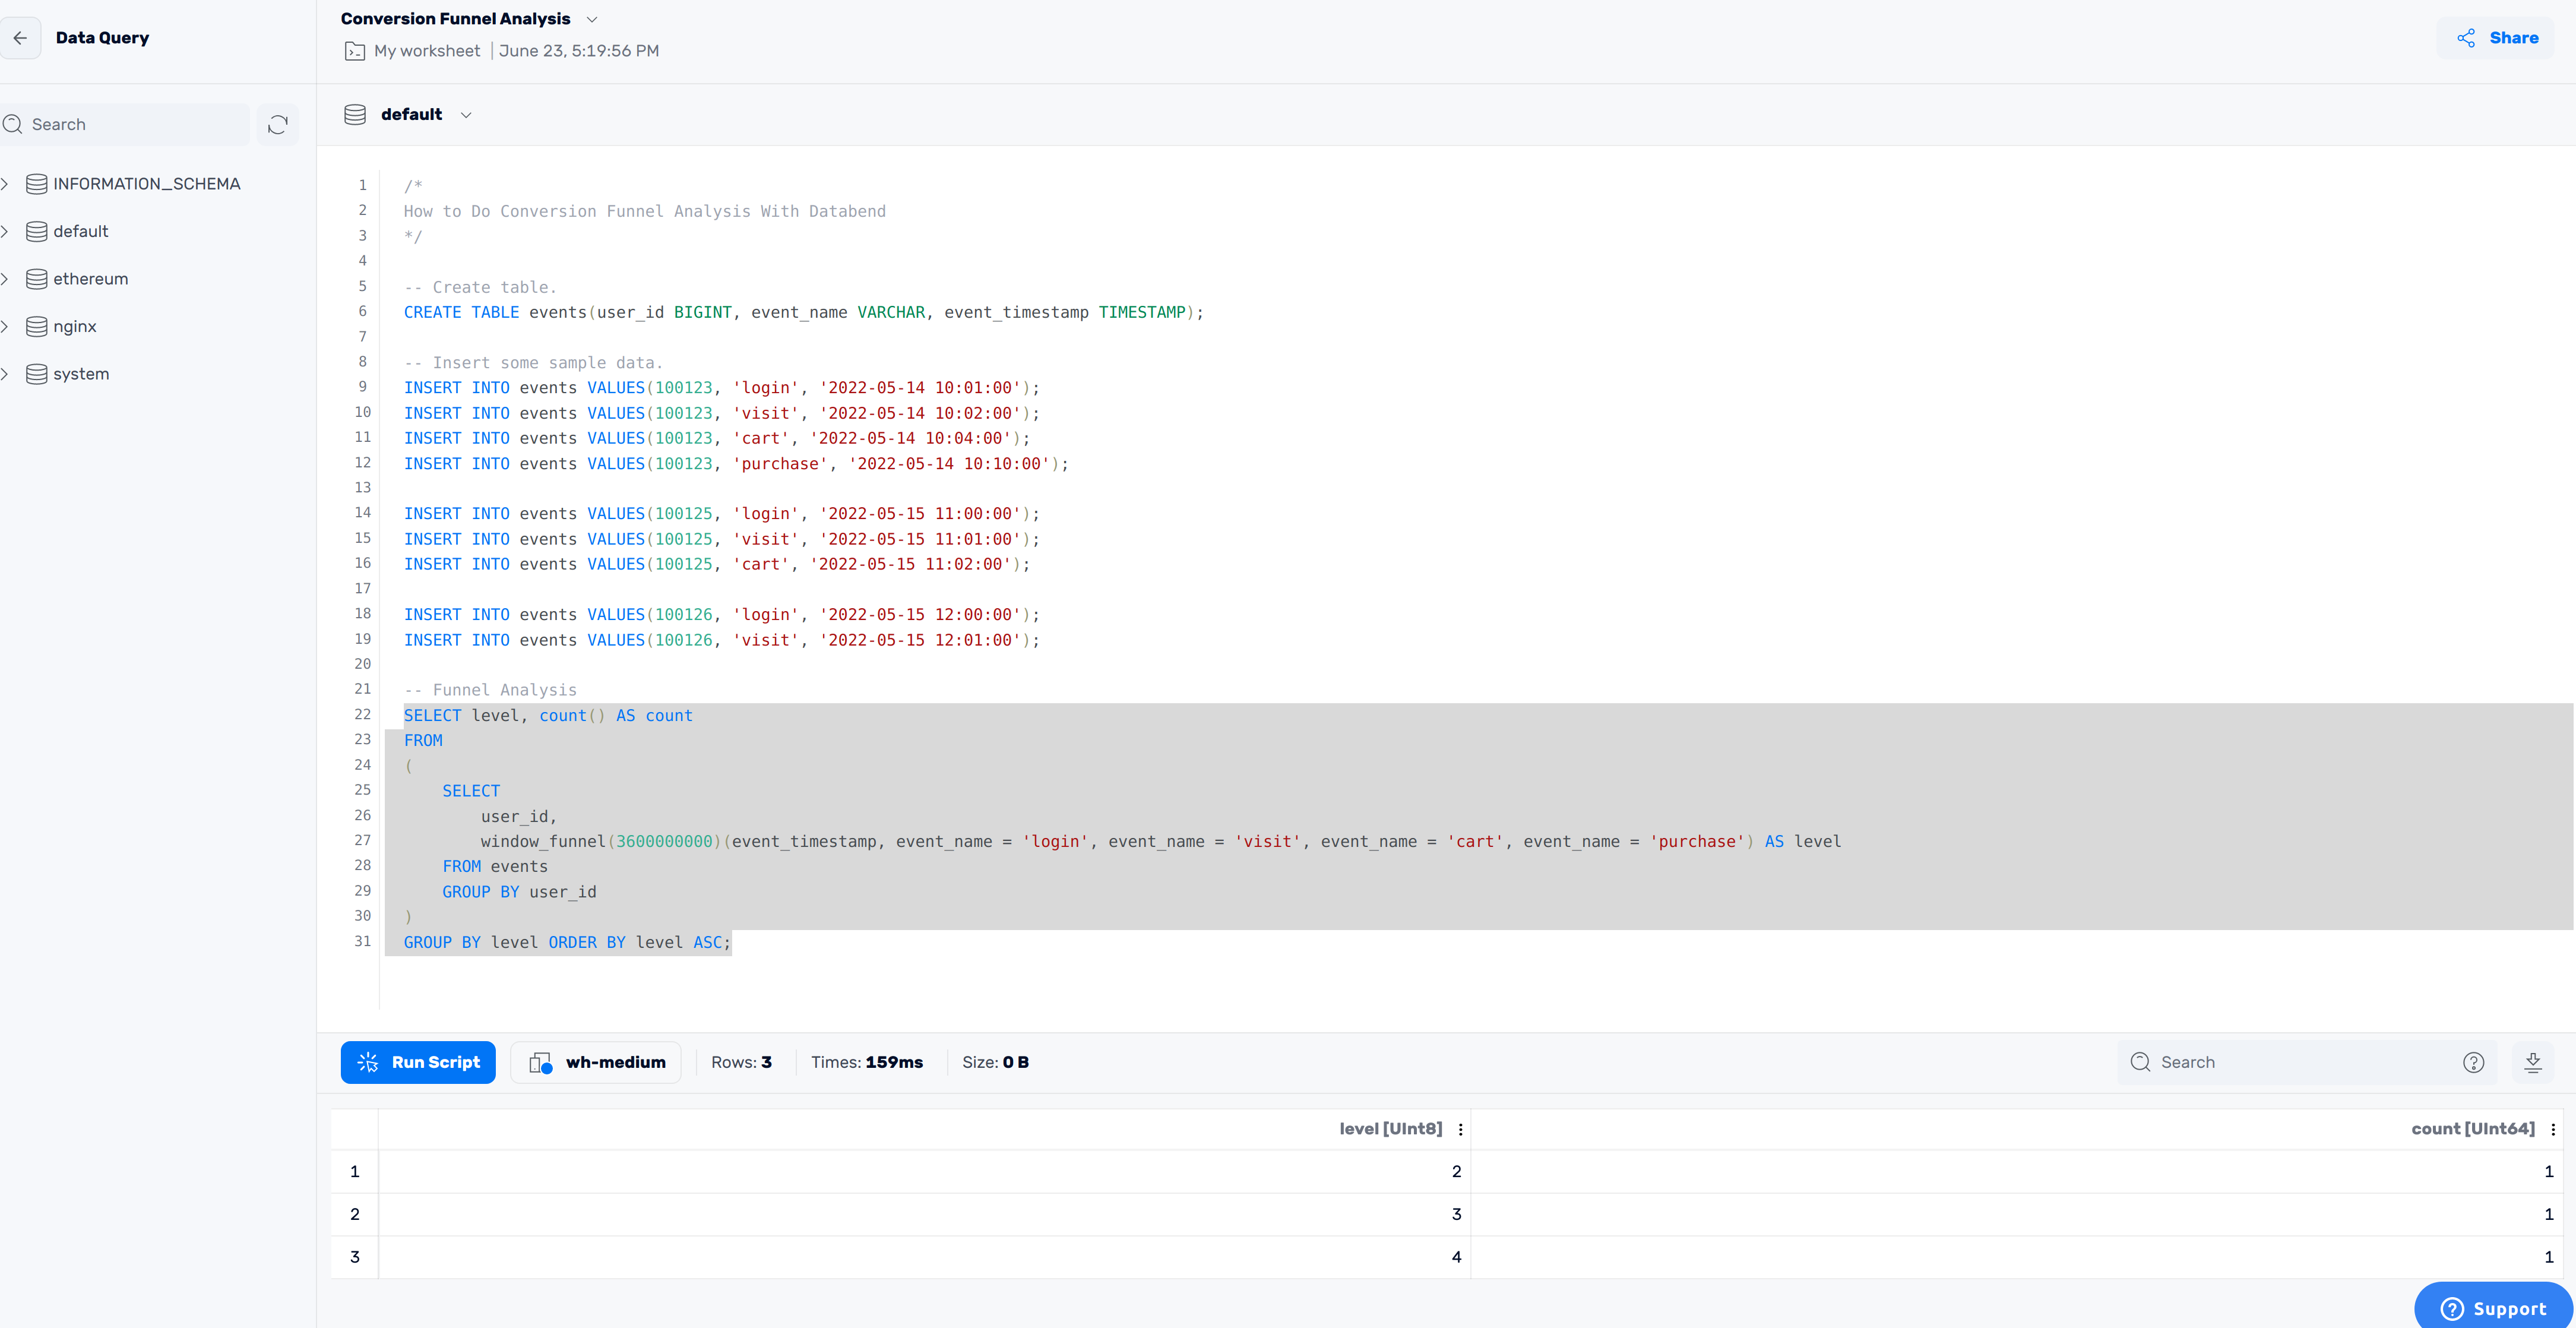 Data Query
Conversion Funnel Analysis
My worksheet | June 23, 5:19:56 PM
Share
Search
default
INFORMATION_SCHEMA
default
ethereum
nginx
system
1 /*
2 How to Do Conversion Funnel Analysis With Databend
3 */
4
5 -- Create table.
6 CREATE TABLE events(user_id BIGINT, event_name VARCHAR, event_timestamp TIMESTAMP);
7
8 -- Insert some sample data.
9 INSERT INTO events VALUES(100123, 'login', '2022-05-14 10:01:00');
10 INSERT INTO events VALUES(100123, 'visit', '2022-05-14 10:02:00');
11 INSERT INTO events VALUES(100123, 'cart', '2022-05-14 10:04:00');
12 INSERT INTO events VALUES(100123, 'purchase', '2022-05-14 10:10:00');
13
14 INSERT INTO events VALUES(100125, 'login', '2022-05-15 11:00:00');
15 INSERT INTO events VALUES(100125, 'visit', '2022-05-15 11:01:00');
16 INSERT INTO events VALUES(100125, 'cart', '2022-05-15 11:02:00');
17
18 INSERT INTO events VALUES(100126, 'login', '2022-05-15 12:00:00');
19 INSERT INTO events VALUES(100126, 'visit', '2022-05-15 12:01:00');
20
21 -- Funnel Analysis
22 SELECT level, count() AS count
23 FROM
24 (
25     SELECT
26         user_id,
27         window_funnel(3600000000)(event_timestamp, event_name = 'login', event_name = 'visit', event_name = 'cart', event_name = 'purchase') AS level
28     FROM events
29     GROUP BY user_id
30 )
31 GROUP BY level ORDER BY level ASC;
Run Script wh-medium Rows: 3 Times: 159ms Size: 0 B Search
level [UInt8] count [UInt64]
1 2 1
2 3 1
3 4 1
Support